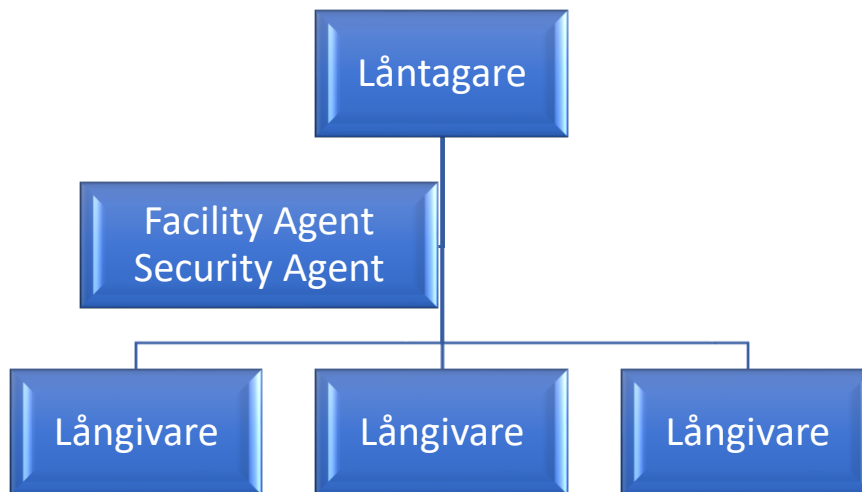 Låntagare
Facility Agent
Security Agent
Långivare
Långivare
Långivare